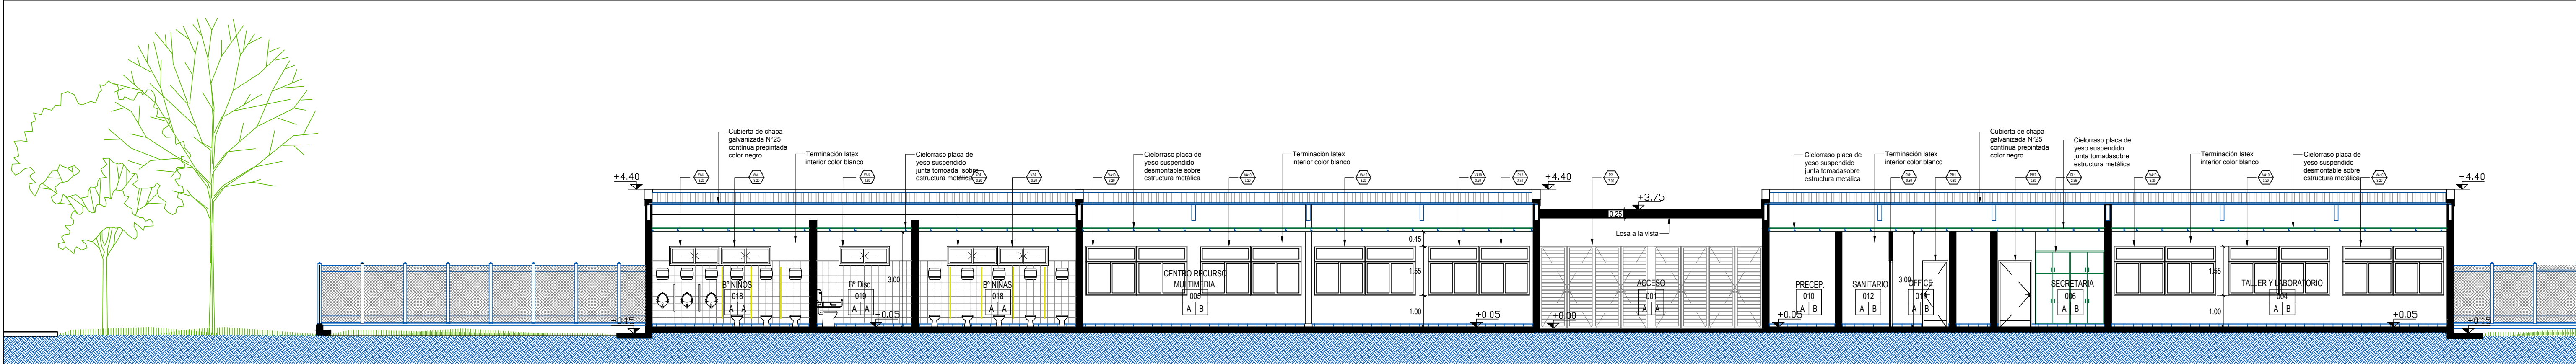 Cubierta de chapa
galvanizada N°25
contínua prepintada
color negro
Terminación latex
interior color blanco
Cielorraso placa de
yeso suspendido
junta tomoada sobre
estructura metálica
Cielorraso placa de
yeso suspendido
desmontable sobre
estructura metálica
Terminación latex
interior color blanco
Cielorraso placa de
yeso suspendido
junta tomadasobre
estructura metálica
Terminación latex
interior color blanco
Cubierta de chapa
galvanizada N°25
contínua prepintada
color negro
Cielorraso placa de
yeso suspendido
junta tomadasobre
estructura metálica
Terminación latex
interior color blanco
Cielorraso placa de
yeso suspendido
desmontable sobre
estructura metálica
+4.40
+4.40
+3.75
+4.40
0.25
Losa a la vista
0.45
1.55
1.00
3.00
3.00
1.55
1.00
Bº NIÑOS
018
A A
Bº Disc.
019
A A
Bº NIÑAS
018
A A
CENTRO RECURSO
MULTIMEDIA.
003
A B
ACCESO
001
A A
PRECEP.
010
A B
SANITARIO
012
A B
OFFICE
011
A B
SECRETARIA
006
A B
TALLER Y LABORATORIO
004
A B
-0.15
+0.05
+0.05
+0.00
+0.05
+0.05
-0.15